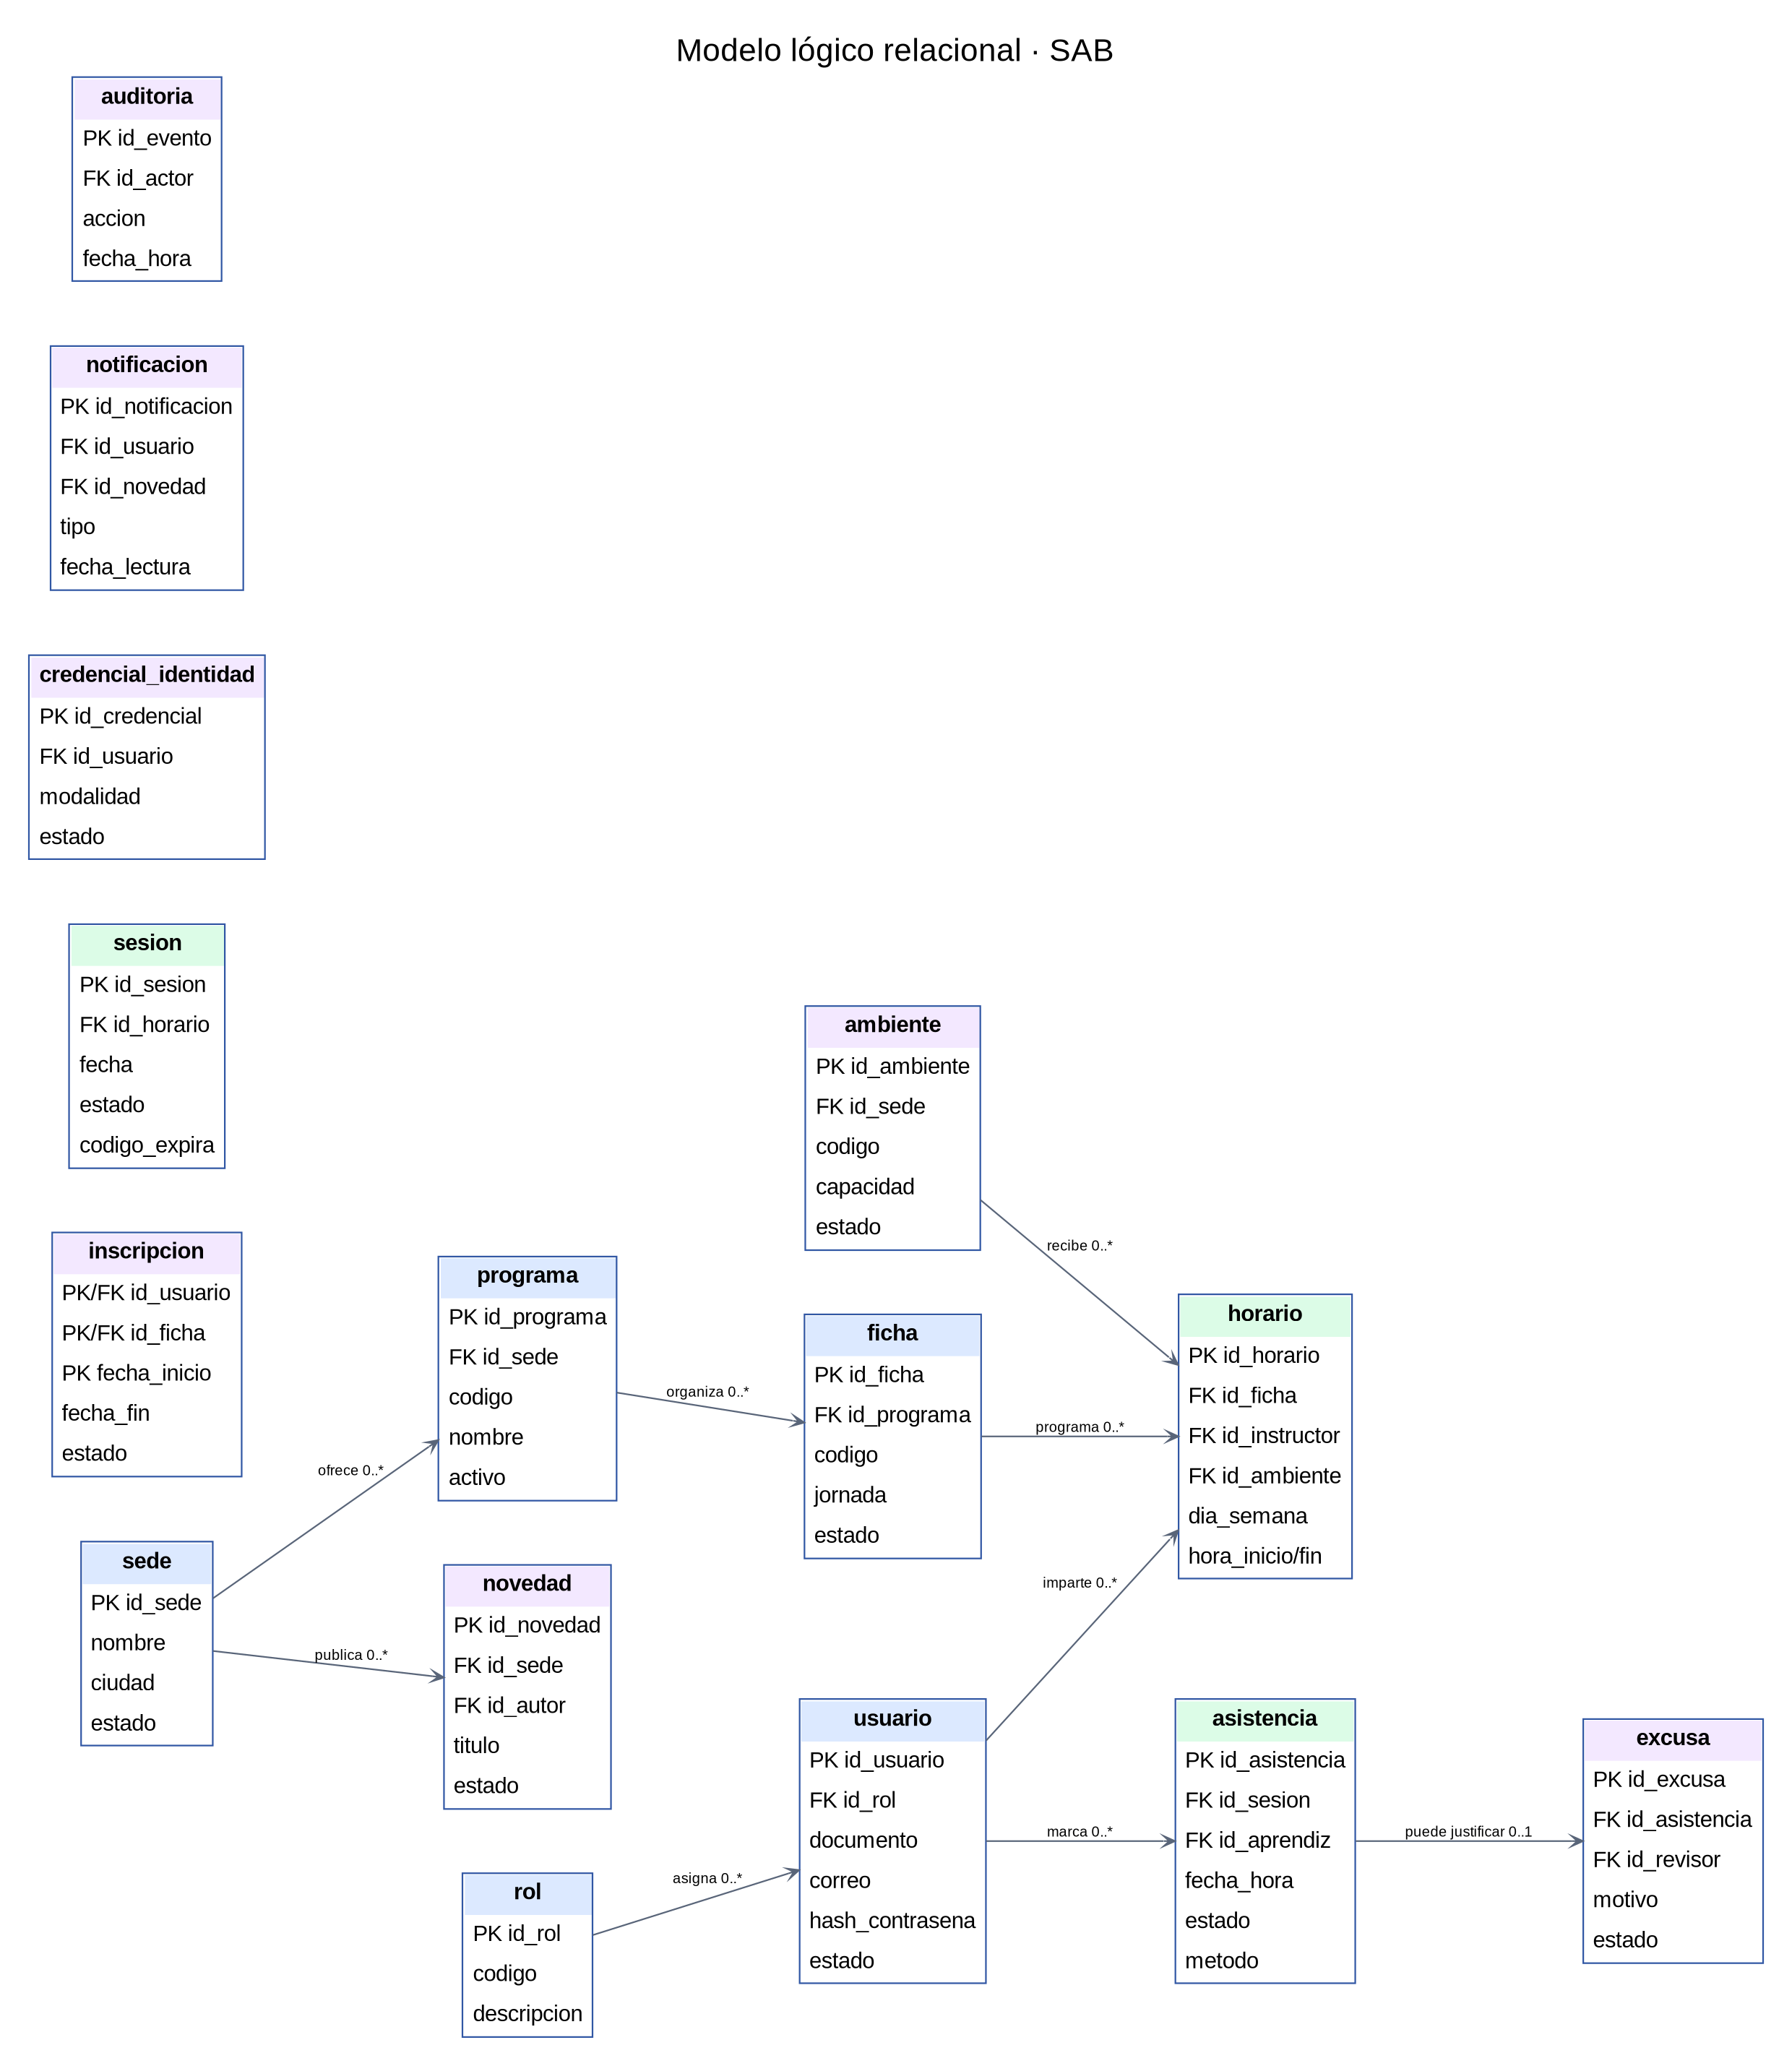 Modelo lógico relacional · SAB
auditoria
PK id_evento
FK id_actor
accion
fecha_hora
notificacion
PK id_notificacion
FK id_usuario
FK id_novedad
tipo
fecha_lectura
credencial_identidad
PK id_credencial
FK id_usuario
modalidad
estado
sesion
PK id_sesion
FK id_horario
fecha
estado
codigo_expira
inscripcion
PK/FK id_usuario
PK/FK id_ficha
PK fecha_inicio
fecha_fin
estado
sede
PK id_sede
nombre
ciudad
estado
ofrece 0..*
publica 0..*
programa
PK id_programa
FK id_sede
codigo
nombre
activo
novedad
PK id_novedad
FK id_sede
FK id_autor
titulo
estado
rol
PK id_rol
codigo
descripcion
organiza 0..*
asigna 0..*
ambiente
PK id_ambiente
FK id_sede
codigo
capacidad
estado
ficha
PK id_ficha
FK id_programa
codigo
jornada
estado
usuario
PK id_usuario
FK id_rol
documento
correo
hash_contrasena
estado
recibe 0..*
programa 0..*
imparte 0..*
marca 0..*
horario
PK id_horario
FK id_ficha
FK id_instructor
FK id_ambiente
dia_semana
hora_inicio/fin
asistencia
PK id_asistencia
FK id_sesion
FK id_aprendiz
fecha_hora
estado
metodo
puede justificar 0..1
excusa
PK id_excusa
FK id_asistencia
FK id_revisor
motivo
estado